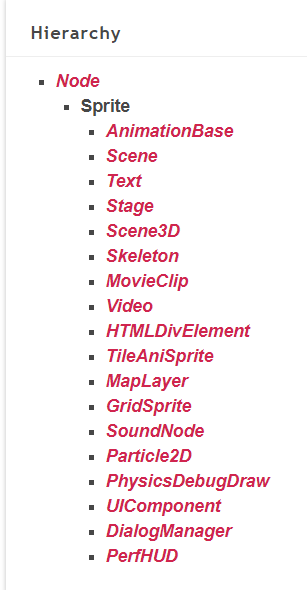 Hierarchy
Node
Sprite
AnimationBase
Scene
Text
Stage
Scene3D
Skeleton
MovieClip
Video
HTMLDivElement
TileAniSprite
MapLayer
GridSprite
SoundNode
Particle2D
PhysicsDebugDraw
UIComponent
DialogManager
PerfHUD